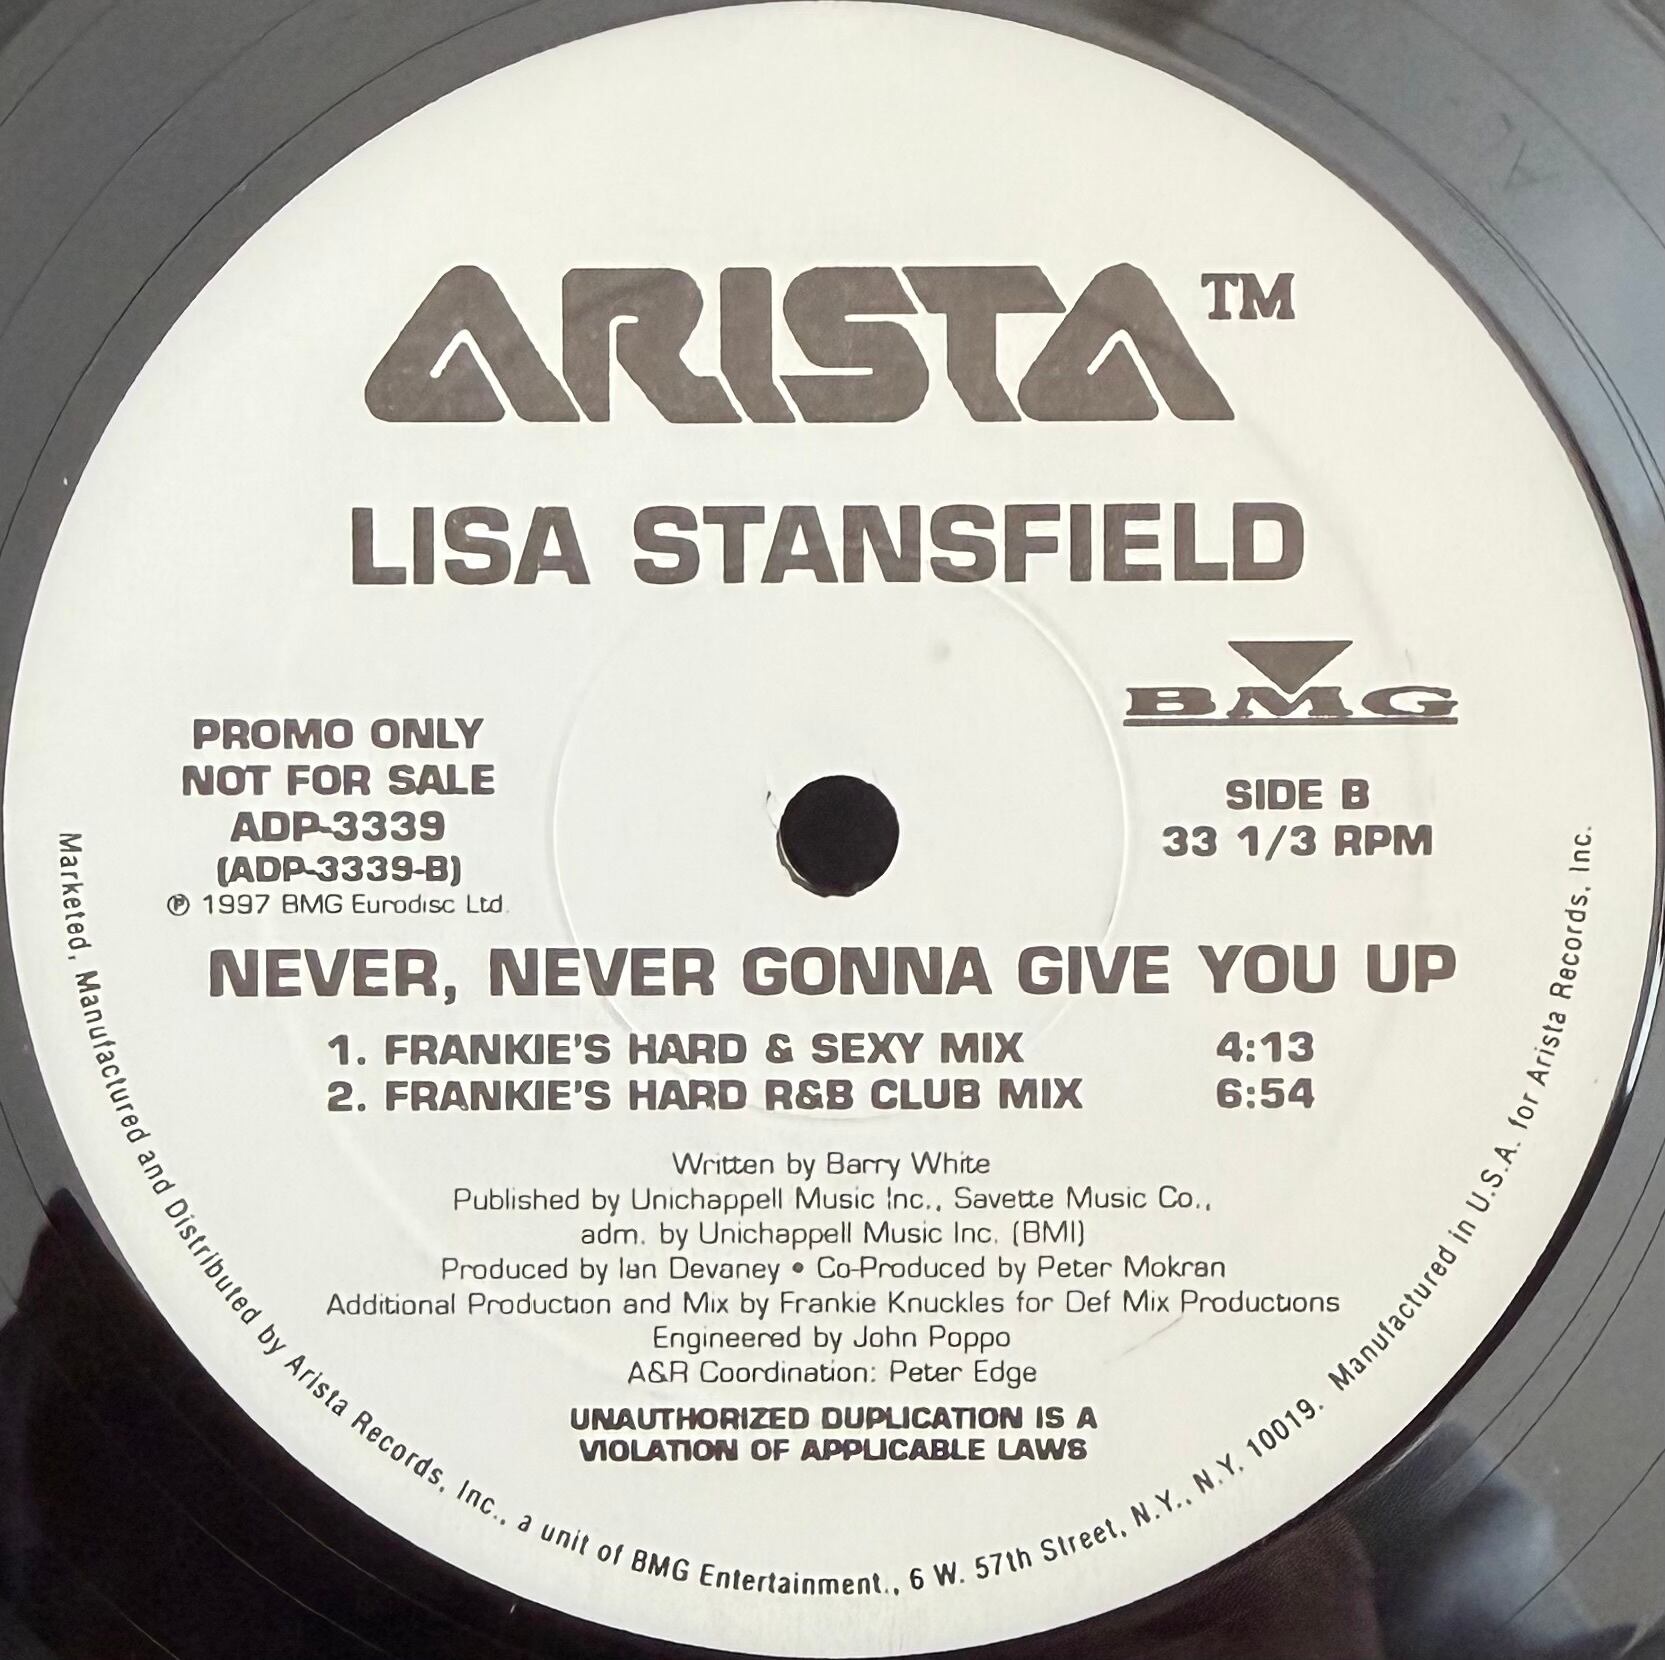 ARISTA™
LISA STANSFIELD
BMG
PROMO ONLY
NOT FOR SALE
ADP-3339
(ADP-3339-B)
℗ 1997 BMG Eurodisc Ltd.
SIDE B
33 1/3 RPM
NEVER, NEVER GONNA GIVE YOU UP
1. FRANKIE'S HARD & SEXY MIX 4:13
2. FRANKIE'S HARD R&B CLUB MIX 6:54
Written by Barry White
Published by Unichappell Music Inc., Savette Music Co.,
adm. by Unichappell Music Inc. (BMI)
Produced by Ian Devaney • Co-Produced by Peter Mokran
Additional Production and Mix by Frankie Knuckles for Def Mix Productions
Engineered by John Poppo
A&R Coordination: Peter Edge
UNAUTHORIZED DUPLICATION IS A
VIOLATION OF APPLICABLE LAWS
Marketed, Manufactured and Distributed by Arista Records, Inc., a unit of BMG Entertainment., 6 W. 57th Street, N.Y., N.Y. 10019. Manufactured in U.S.A. for Arista Records, Inc.